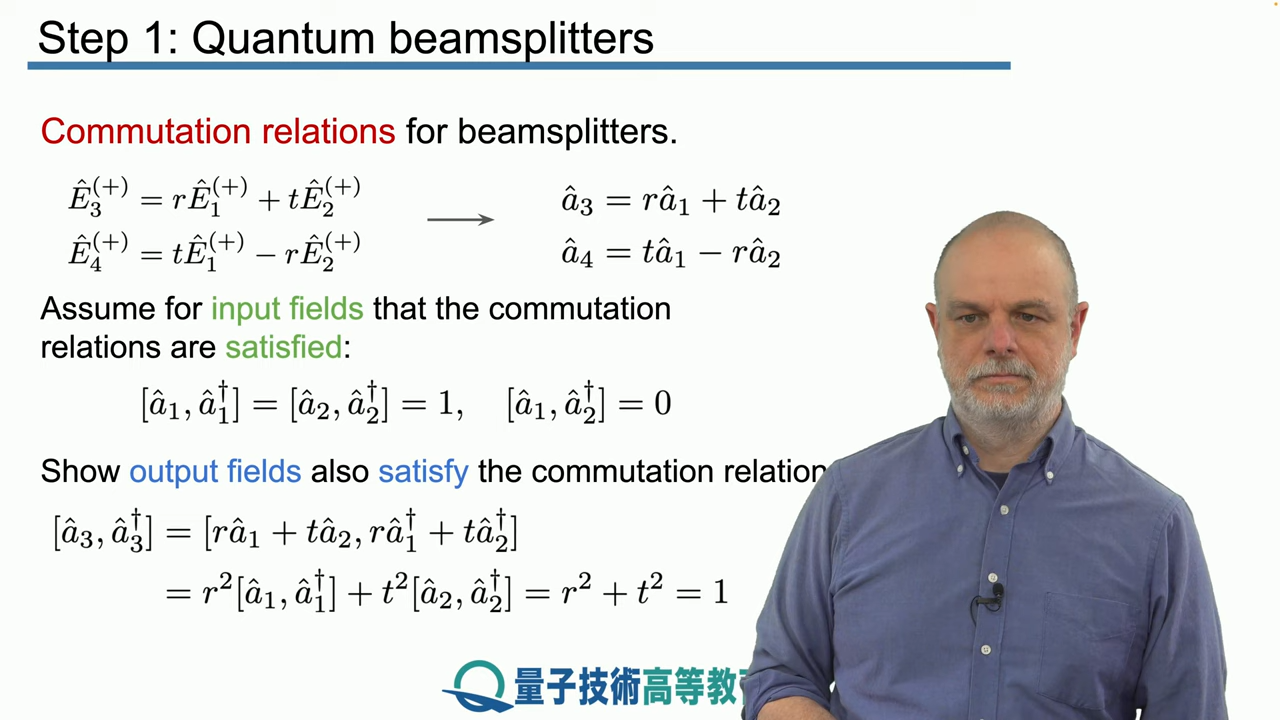 Step 1: Quantum beamsplitters
Commutation relations for beamsplitters.
Ê₃⁽⁺⁾ = rÊ₁⁽⁺⁾ + tÊ₂⁽⁺⁾ ⟶ â₃ = râ₁ + tâ₂
Ê₄⁽⁺⁾ = tÊ₁⁽⁺⁾ − rÊ₂⁽⁺⁾ â₄ = tâ₁ − râ₂
Assume for input fields that the commutation
relations are satisfied:
[â₁, â₁†] = [â₂, â₂†] = 1, [â₁, â₂†] = 0
Show output fields also satisfy the commutation relation
[â₃, â₃†] = [râ₁ + tâ₂, râ₁† + tâ₂†]
= r²[â₁, â₁†] + t²[â₂, â₂†] = r² + t² = 1
量子技術高等教